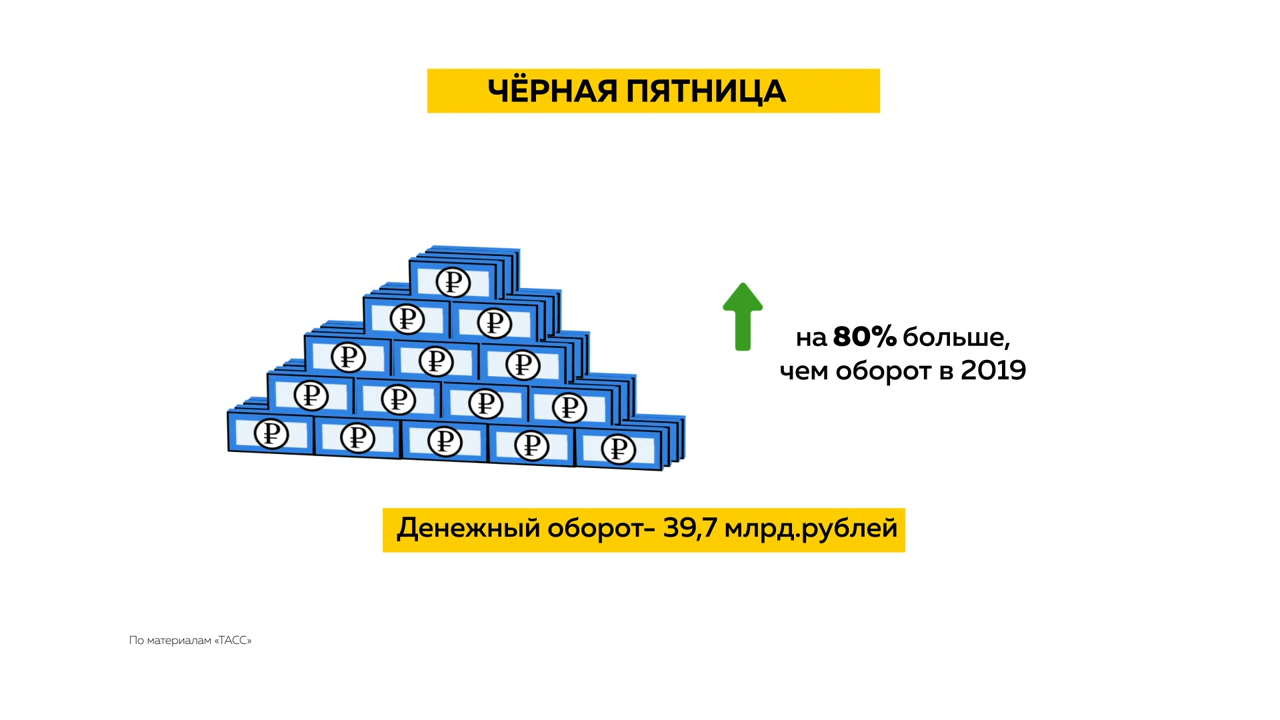 ЧЁРНАЯ ПЯТНИЦА
на 80% больше,
чем оборот в 2019
Денежный оборот- 39,7 млрд.рублей
По материалам «ТАСС»